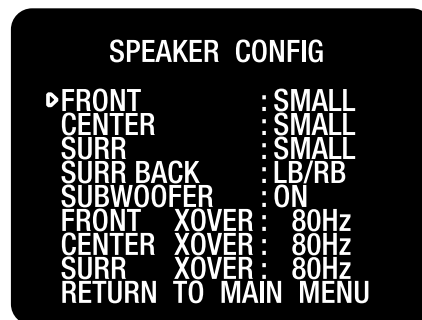 SPEAKER CONFIG
FRONT : SMALL
CENTER : SMALL
SURR : SMALL
SURR BACK : LB/RB
SUBWOOFER : ON
FRONT XOVER : 80Hz
CENTER XOVER : 80Hz
SURR XOVER : 80Hz
RETURN TO MAIN MENU